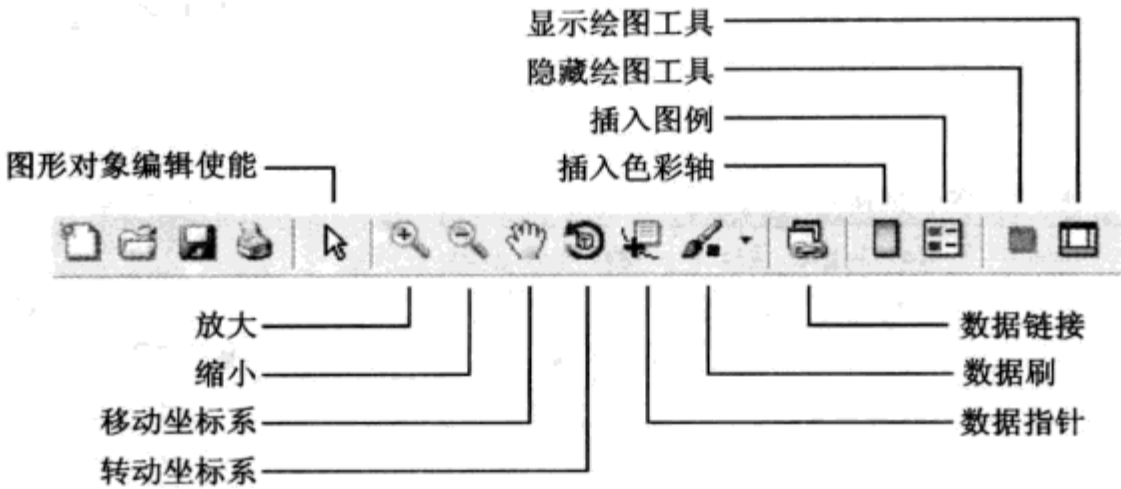 显示绘图工具
隐藏绘图工具
插入图例
图形对象编辑使能
插入色彩轴
放大
数据链接
缩小
数据刷
移动坐标系
数据指针
转动坐标系